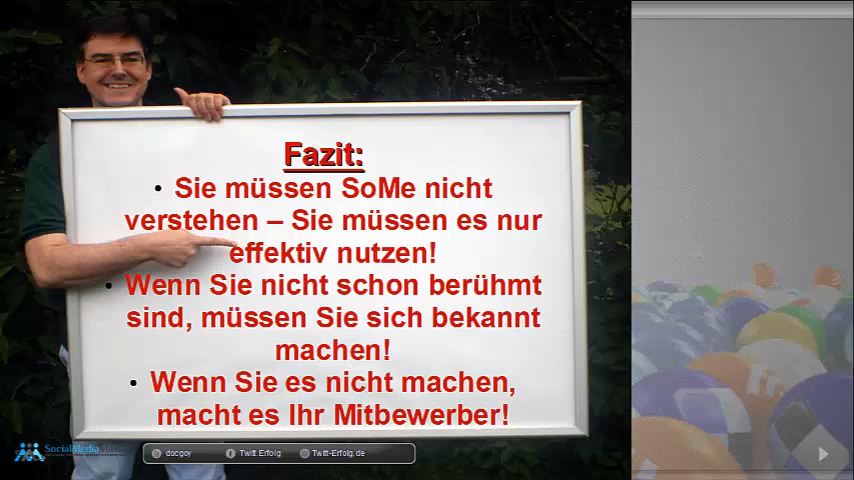 Fazit:
• Sie müssen SoMe nicht
verstehen – Sie müssen es nur
effektiv nutzen!
• Wenn Sie nicht schon berühmt
sind, müssen Sie sich bekannt
machen!
• Wenn Sie es nicht machen,
macht es Ihr Mitbewerber!
SocialMedia
docgoy
Twitt.Erfolg
Twitt-Erfolg.de